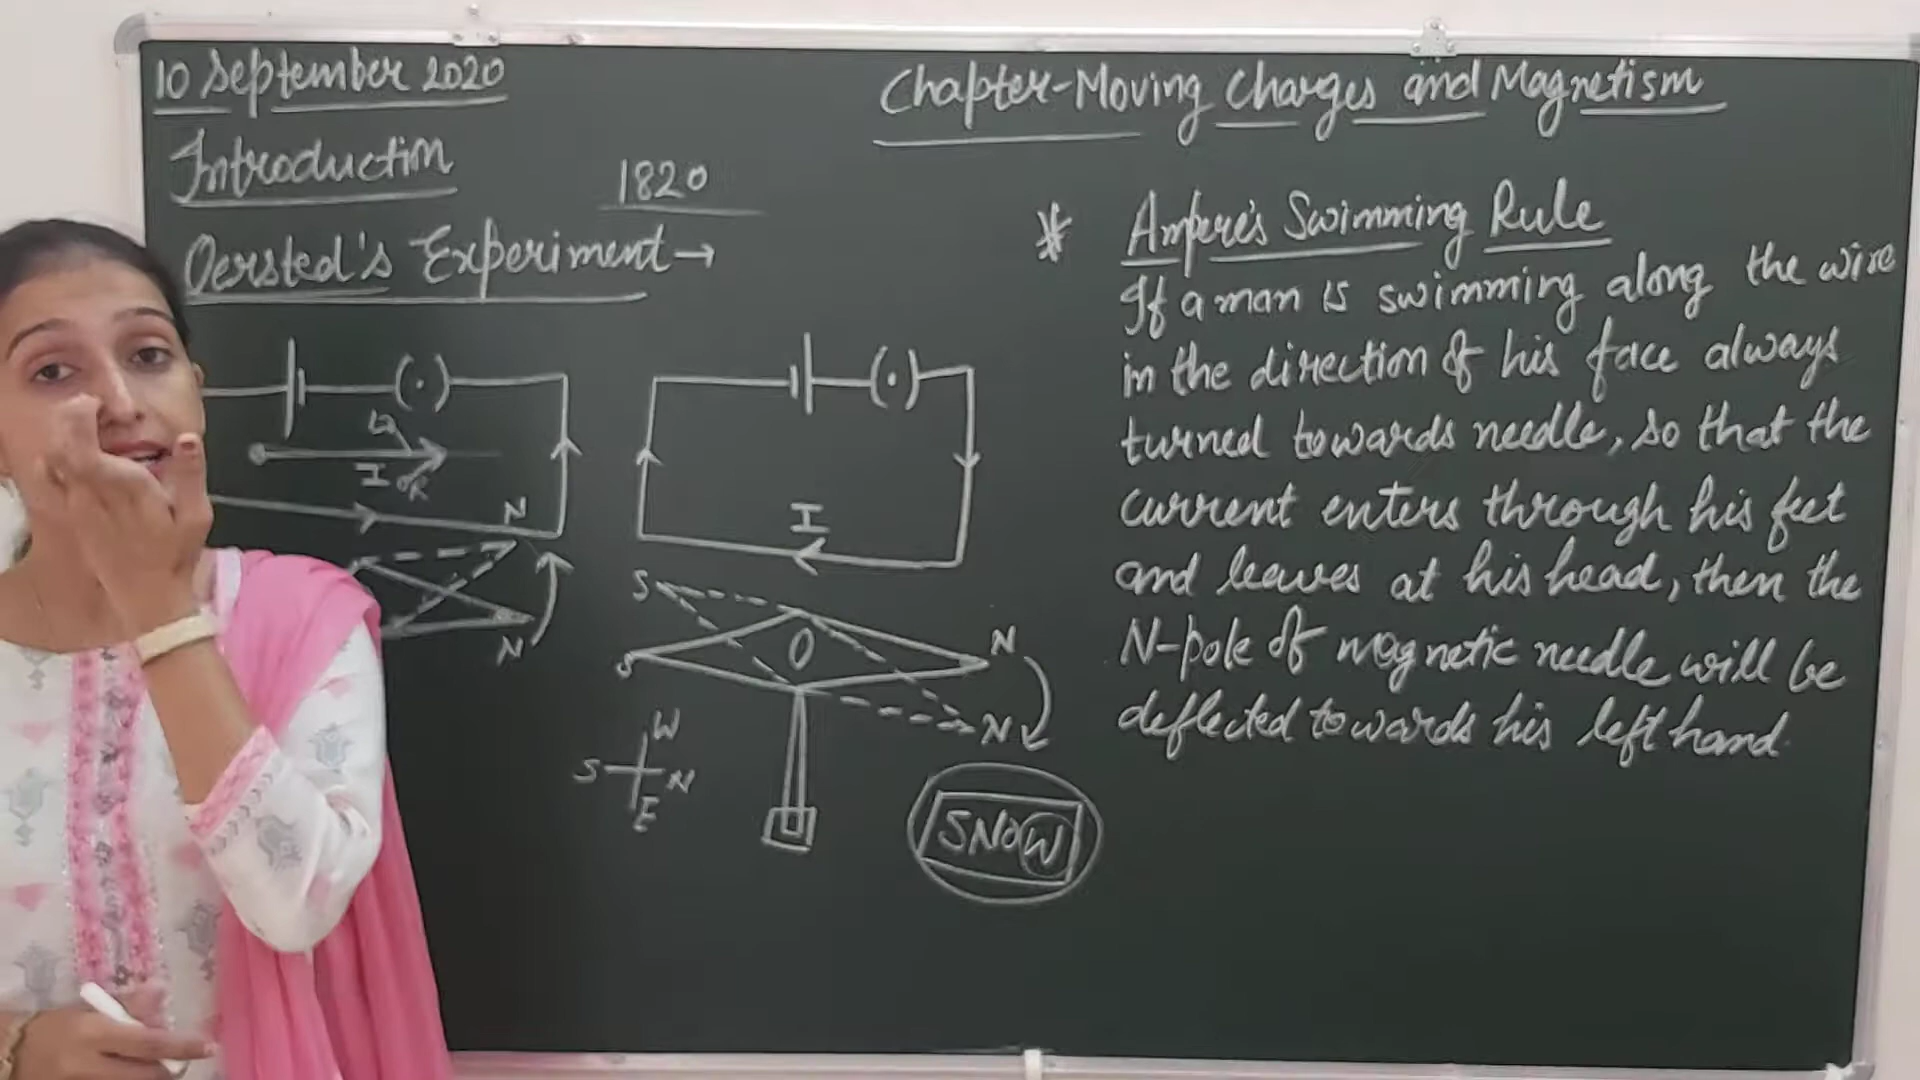 10 September 2020
Chapter-Moving Charges and Magnetism
Introduction
1820
Oersted's Experiment →
L
I
R
N
N
I
S
O
S
N
N
W
S N
E
SNOW
* Ampere's Swimming Rule
If a man is swimming along the wire
in the direction of his face always
turned towards needle, so that the
current enters through his feet
and leaves at his head, then the
N-pole of magnetic needle will be
deflected towards his left hand.